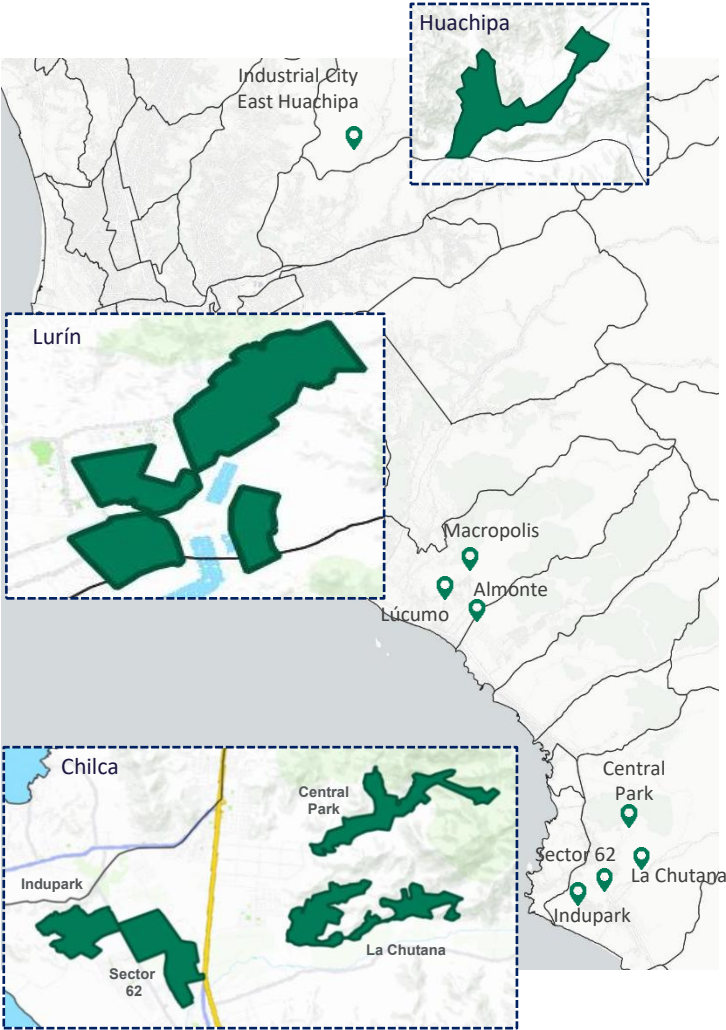 Huachipa
Industrial City
East Huachipa
Lurín
Macropolis
Almonte
Lúcumo
Chilca
Central
Park
Indupark
Sector
62
La Chutana
Central
Park
Sector 62
La Chutana
Indupark